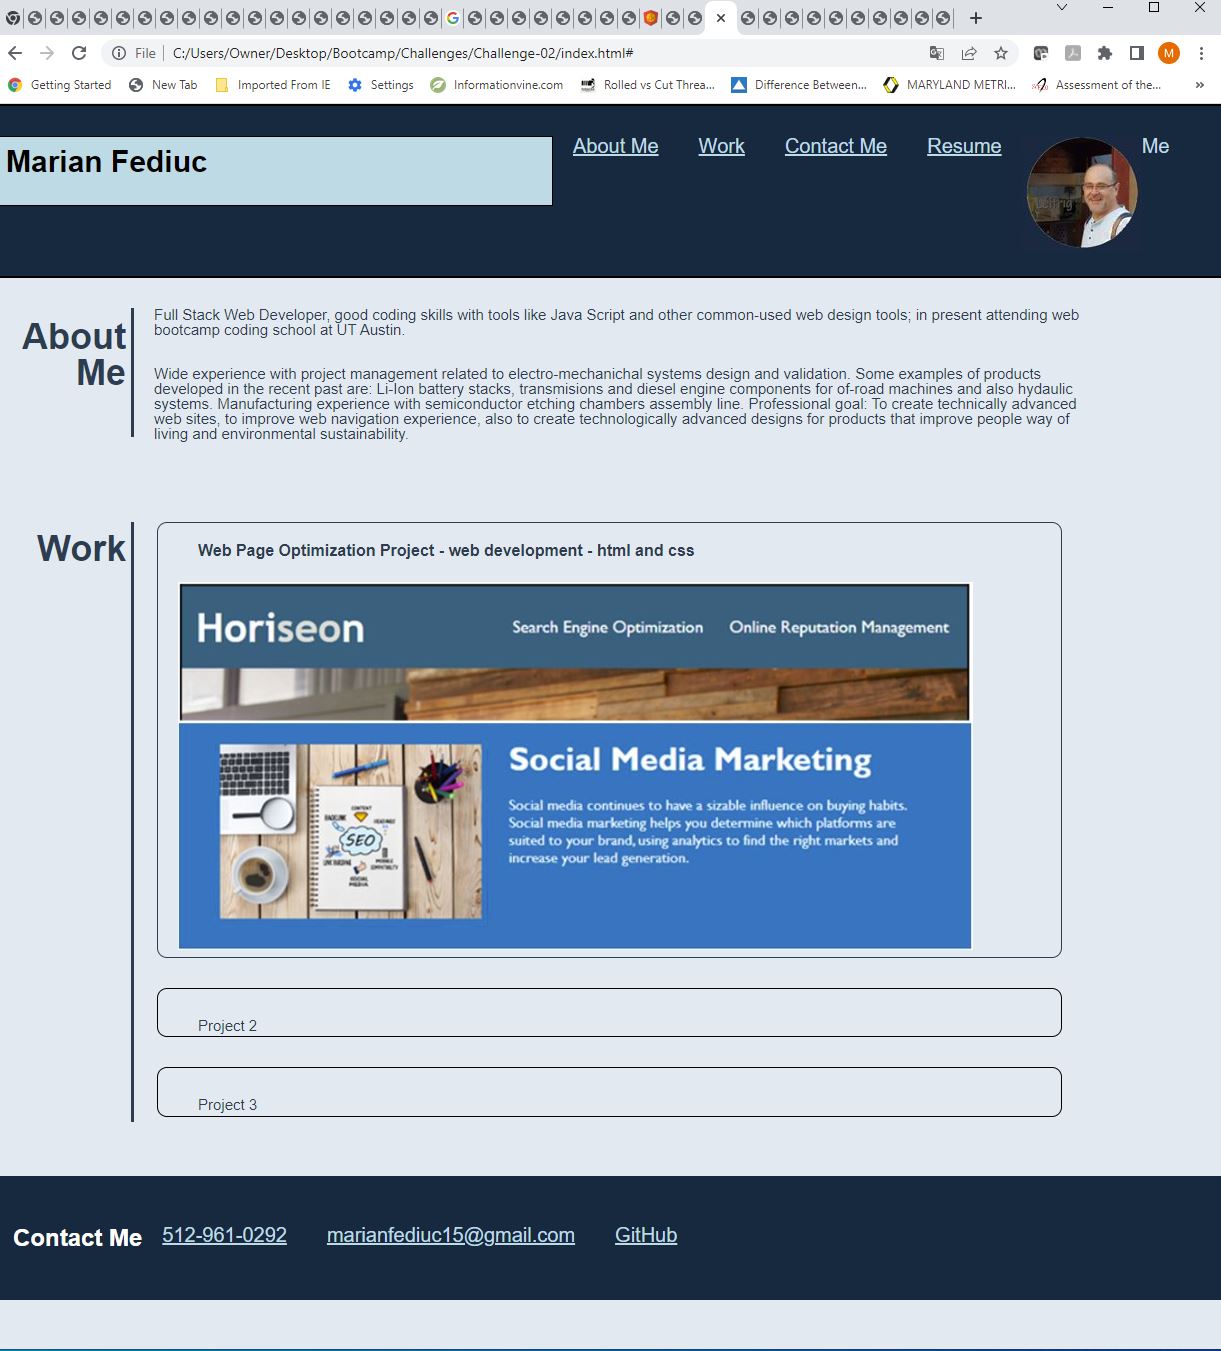 File C:/Users/Owner/Desktop/Bootcamp/Challenges/Challenge-02/index.html#
M
Getting Started New Tab Imported From IE Settings Informationvine.com Rolled vs Cut Threa... Difference Between... MARYLAND METRI... Assessment of the... »
Marian Fediuc
About Me Work Contact Me Resume Me
About
Me
Full Stack Web Developer, good coding skills with tools like Java Script and other common-used web design tools; in present attending web
bootcamp coding school at UT Austin.
Wide experience with project management related to electro-mechanichal systems design and validation. Some examples of products
developed in the recent past are: Li-Ion battery stacks, transmisions and diesel engine components for of-road machines and also hydaulic
systems. Manufacturing experience with semiconductor etching chambers assembly line. Professional goal: To create technically advanced
web sites, to improve web navigation experience, also to create technologically advanced designs for products that improve people way of
living and environmental sustainability.
Work
Web Page Optimization Project - web development - html and css
Horiseon
Search Engine Optimization Online Reputation Management
Social Media Marketing
Social media continues to have a sizable influence on buying habits.
Social media marketing helps you determine which platforms are
suited to your brand, using analytics to find the right markets and
increase your lead generation.
CONTENT
BACKLINK
SEO
LINK BUILDING
SOCIAL
MEDIA
Project 2
Project 3
Contact Me 512-961-0292 marianfediuc15@gmail.com GitHub